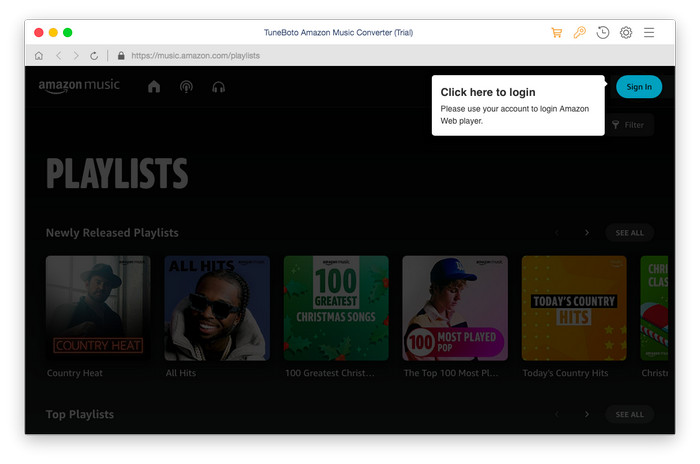 TuneBoto Amazon Music Converter (Trial)
https://music.amazon.com/playlists
amazon music
Click here to login
Please use your account to login Amazon
Web player.
Sign In
Filter
PLAYLISTS
Newly Released Playlists
SEE ALL
COUNTRY HEAT
Country Heat
ALL HITS
All Hits
amazon music
100
GREATEST
CHRISTMAS SONGS
100 Greatest Christ...
100 MOST PLAYED
POP
The Top 100 Most Pl...
TODAY'S COUNTRY
HITS
Today's Country Hits
CHRI
CLAS
Christm
Top Playlists
SEE ALL